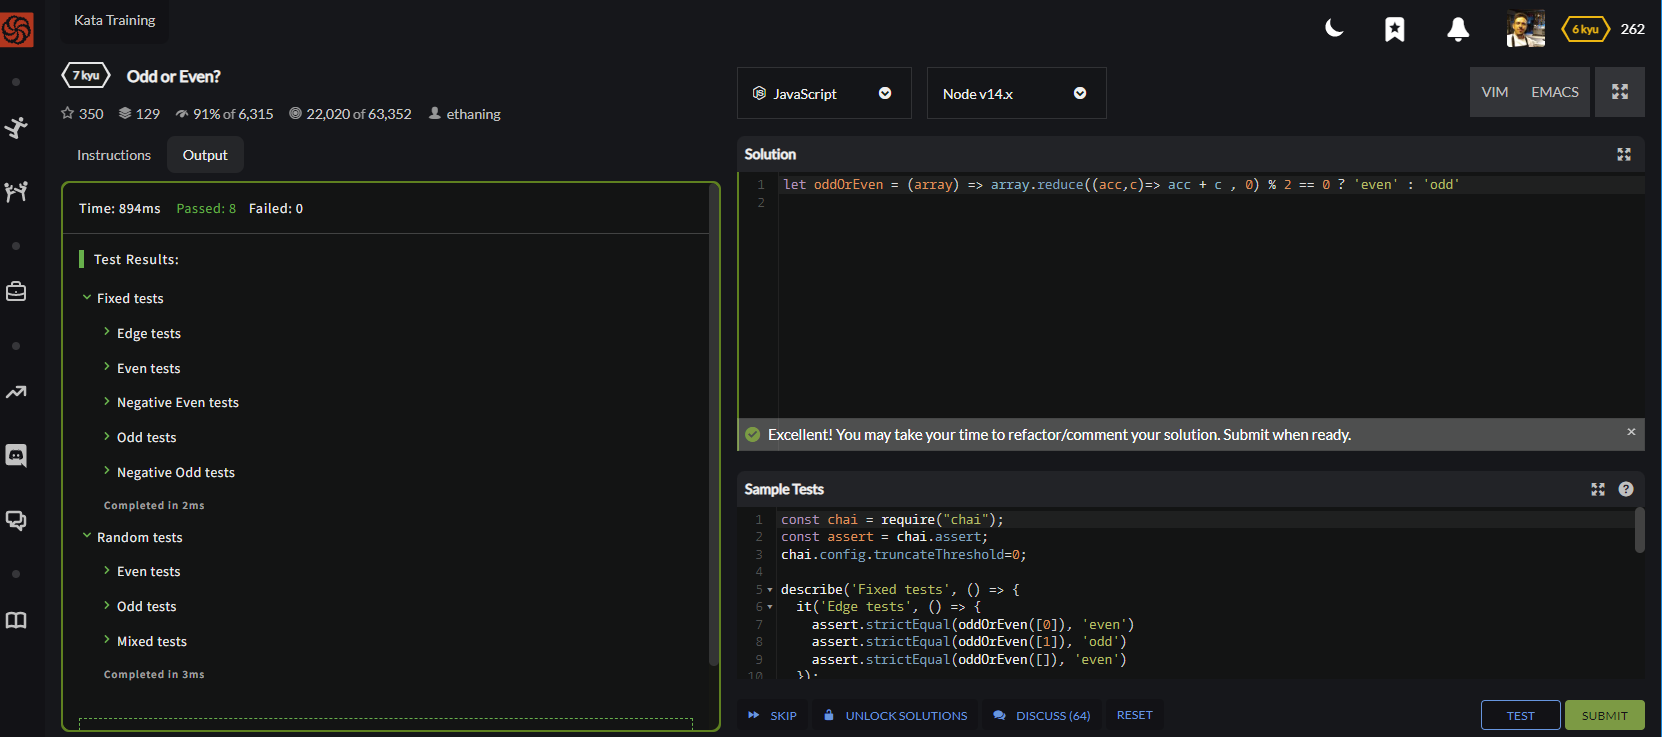 Kata Training
6 kyu 262
7 kyu Odd or Even?
350 129 91% of 6,315 22,020 of 63,352 ethaning
Instructions Output
Time: 894ms Passed: 8 Failed: 0
Test Results:
Fixed tests
Edge tests
Even tests
Negative Even tests
Odd tests
Negative Odd tests
Completed in 2ms
Random tests
Even tests
Odd tests
Mixed tests
Completed in 3ms
JavaScript Node v14.x VIM EMACS
Solution
1 let oddOrEven = (array) => array.reduce((acc,c)=> acc + c , 0) % 2 == 0 ? 'even' : 'odd'
2
Excellent! You may take your time to refactor/comment your solution. Submit when ready.
Sample Tests
1 const chai = require("chai");
2 const assert = chai.assert;
3 chai.config.truncateThreshold=0;
4
5 describe('Fixed tests', () => {
6 it('Edge tests', () => {
7 assert.strictEqual(oddOrEven([0]), 'even')
8 assert.strictEqual(oddOrEven([1]), 'odd')
9 assert.strictEqual(oddOrEven([]), 'even')
10 });
SKIP UNLOCK SOLUTIONS DISCUSS (64) RESET TEST SUBMIT